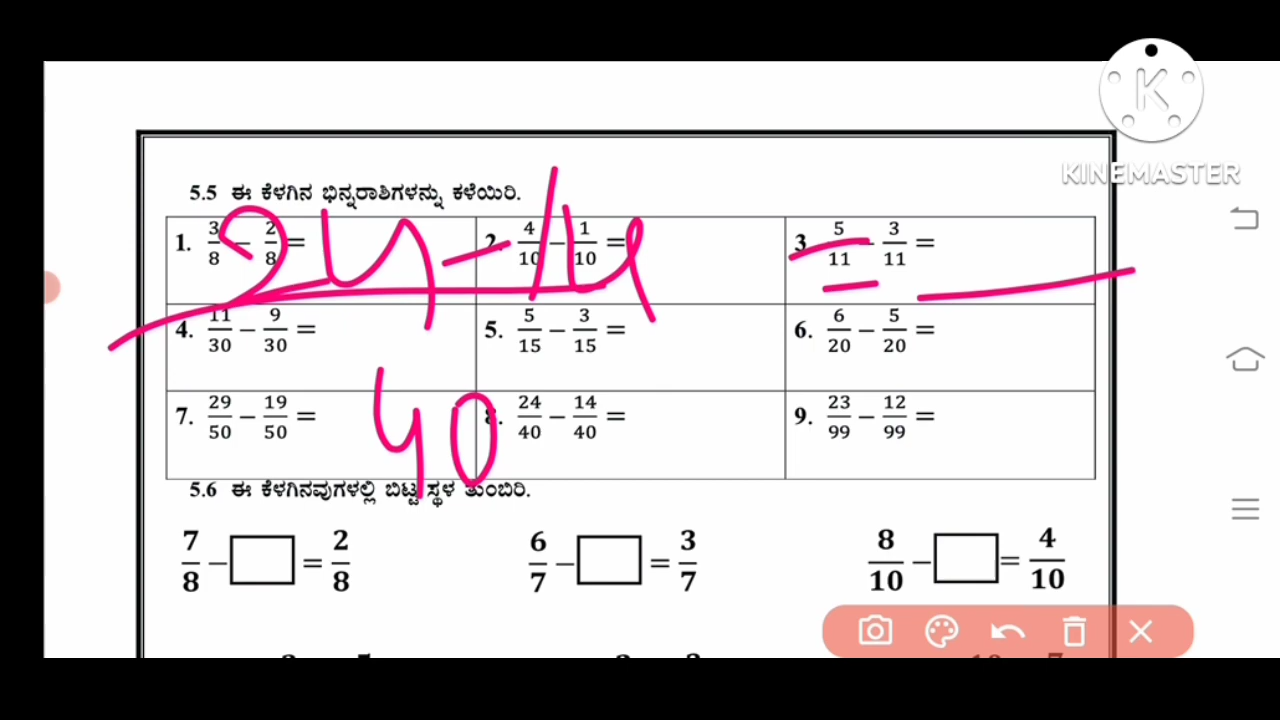 K
KINEMASTER
5.5 ಈ ಕೆಳಗಿನ ಭಿನ್ನರಾಶಿಗಳನ್ನು ಕಳೆಯಿರಿ.
1. 3/8 − 2/8 = 2. 4/10 − 1/10 = 3 5/11 − 3/11 =
24 − 14
4. 11/30 − 9/30 = 5. 5/15 − 3/15 = 6. 6/20 − 5/20 =
7. 29/50 − 19/50 = 8. 24/40 − 14/40 = 9. 23/99 − 12/99 =
40
5.6 ಈ ಕೆಳಗಿನವುಗಳಲ್ಲಿ ಬಿಟ್ಟ ಸ್ಥಳ ತುಂಬಿರಿ.
7/8 − □ = 2/8 6/7 − □ = 3/7 8/10 − □ = 4/10